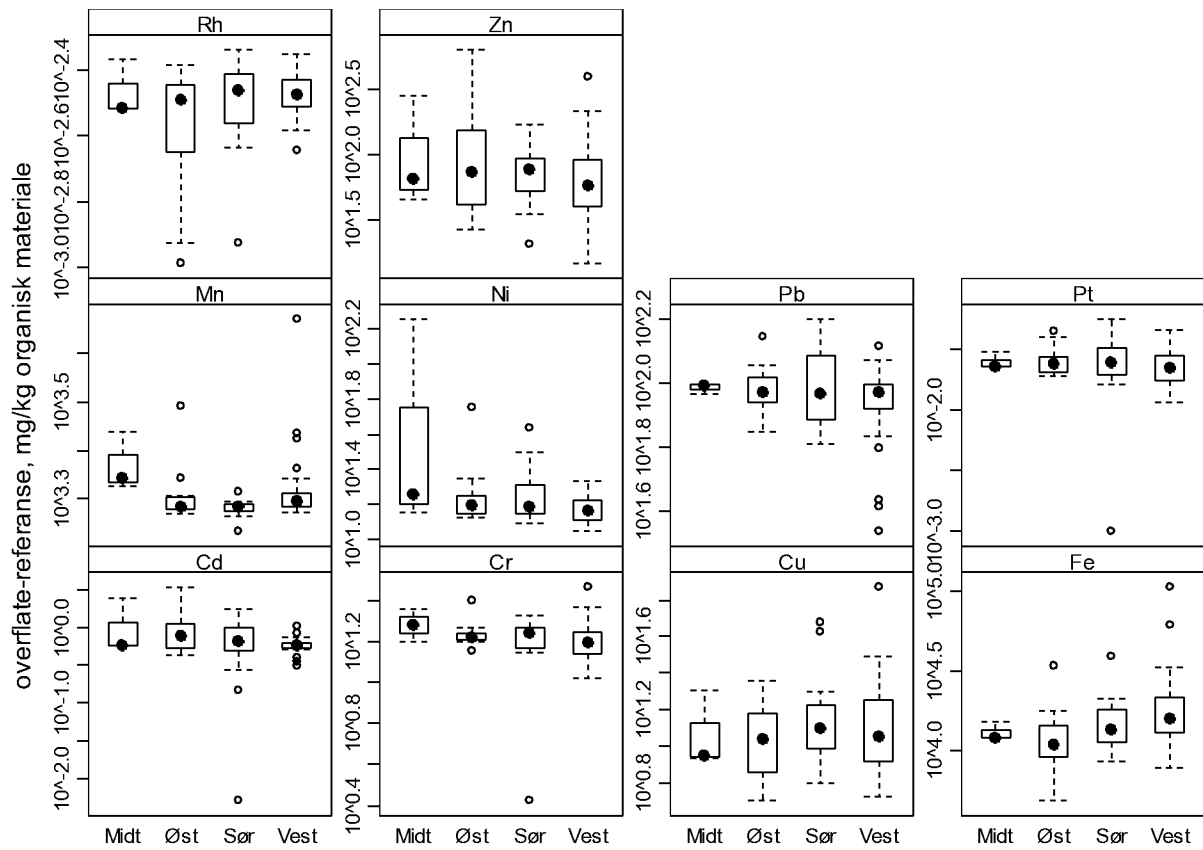 overflate-referanse, mg/kg organisk materiale
Rh
10^-3.0
10^-2.8
10^-2.6
10^-2.4
Zn
10^1.5
10^2.0
10^2.5
Mn
10^3.3
10^3.5
Ni
10^1.0
10^1.4
10^1.8
10^2.2
Pb
10^1.6
10^1.8
10^2.0
10^2.2
Pt
10^-3.0
10^-2.0
Cd
10^-2.0
10^-1.0
10^0.0
Cr
10^0.4
10^0.8
10^1.2
Cu
10^0.8
10^1.2
10^1.6
Fe
10^4.0
10^4.5
10^5.0
Midt Øst Sør Vest
Midt Øst Sør Vest
Midt Øst Sør Vest
Midt Øst Sør Vest